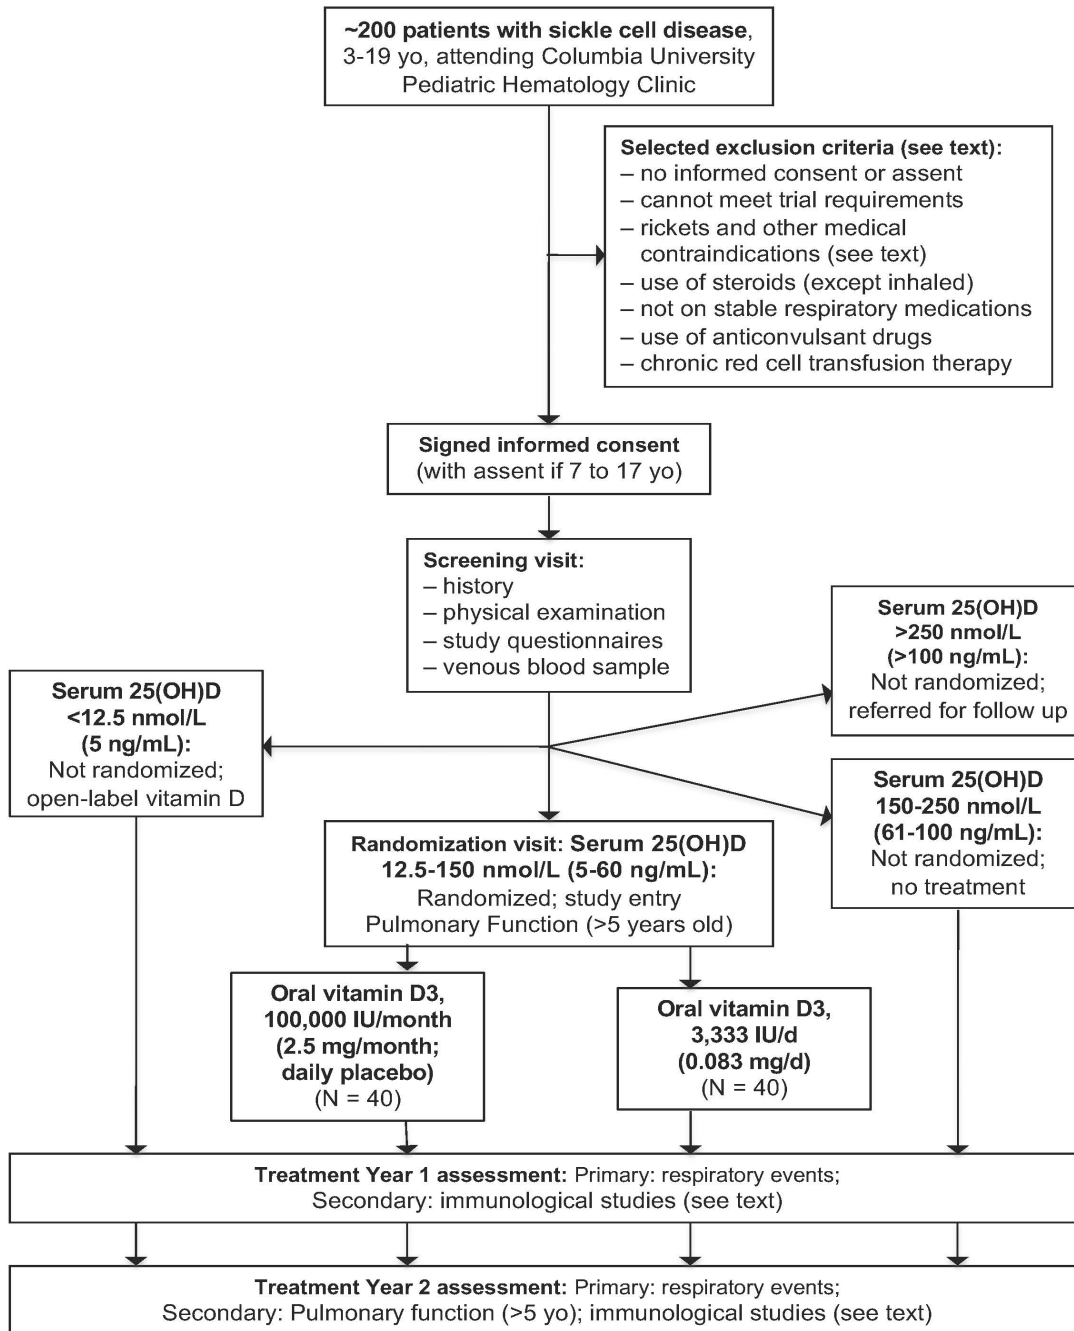 ~200 patients with sickle cell disease,
3-19 yo, attending Columbia University
Pediatric Hematology Clinic
Selected exclusion criteria (see text):
– no informed consent or assent
– cannot meet trial requirements
– rickets and other medical
contraindications (see text)
– use of steroids (except inhaled)
– not on stable respiratory medications
– use of anticonvulsant drugs
– chronic red cell transfusion therapy
Signed informed consent
(with assent if 7 to 17 yo)
Screening visit:
– history
– physical examination
– study questionnaires
– venous blood sample
Serum 25(OH)D
>250 nmol/L
(>100 ng/mL):
Not randomized;
referred for follow up
Serum 25(OH)D
<12.5 nmol/L
(5 ng/mL):
Not randomized;
open-label vitamin D
Serum 25(OH)D
150-250 nmol/L
(61-100 ng/mL):
Not randomized;
no treatment
Randomization visit: Serum 25(OH)D
12.5-150 nmol/L (5-60 ng/mL):
Randomized; study entry
Pulmonary Function (>5 years old)
Oral vitamin D3,
100,000 IU/month
(2.5 mg/month;
daily placebo)
(N = 40)
Oral vitamin D3,
3,333 IU/d
(0.083 mg/d)
(N = 40)
Treatment Year 1 assessment: Primary: respiratory events;
Secondary: immunological studies (see text)
Treatment Year 2 assessment: Primary: respiratory events;
Secondary: Pulmonary function (>5 yo); immunological studies (see text)